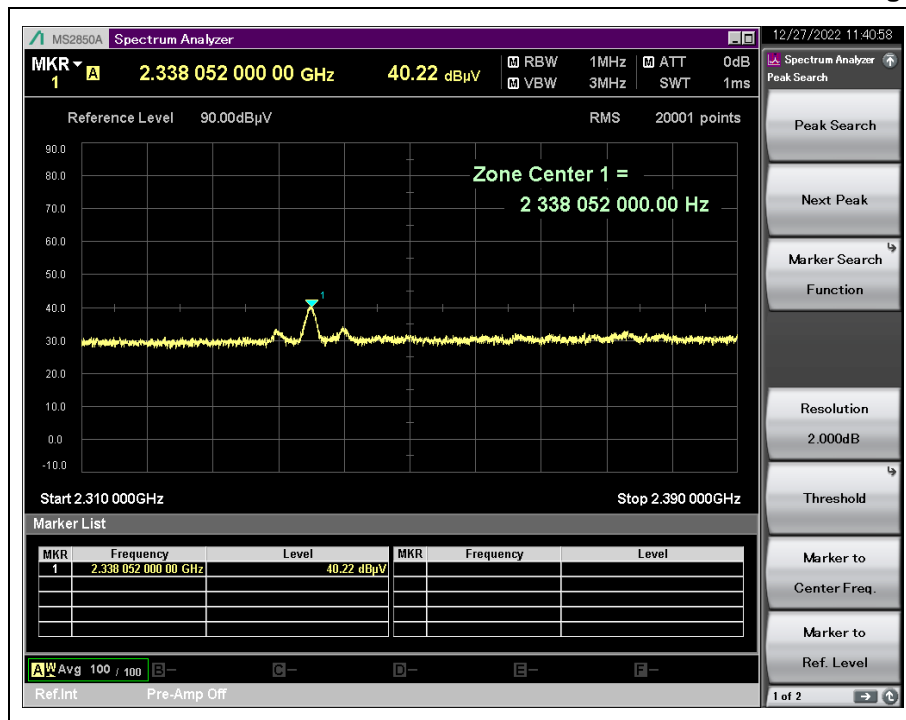 MS2850A Spectrum Analyzer
12/27/2022 11:40:58
MKR A 2.338 052 000 00 GHz 40.22 dBµV M RBW 1MHz M ATT 0dB
1 M VBW 3MHz SWT 1ms
Reference Level 90.00dBµV RMS 20001 points
90.0
80.0
70.0
60.0
50.0
40.0
30.0
20.0
10.0
0.0
-10.0
Zone Center 1 =
2 338 052 000.00 Hz
1
Start 2.310 000GHz Stop 2.390 000GHz
Marker List
MKR Frequency Level MKR Frequency Level
1 2.338 052 000 00 GHz 40.22 dBµV
A W Avg 100 / 100 B- C- D- E- F-
Ref.Int Pre-Amp Off
Spectrum Analyzer
Peak Search
Peak Search
Next Peak
Marker Search
Function
Resolution
2.000dB
Threshold
Marker to
Center Freq.
Marker to
Ref. Level
1 of 2